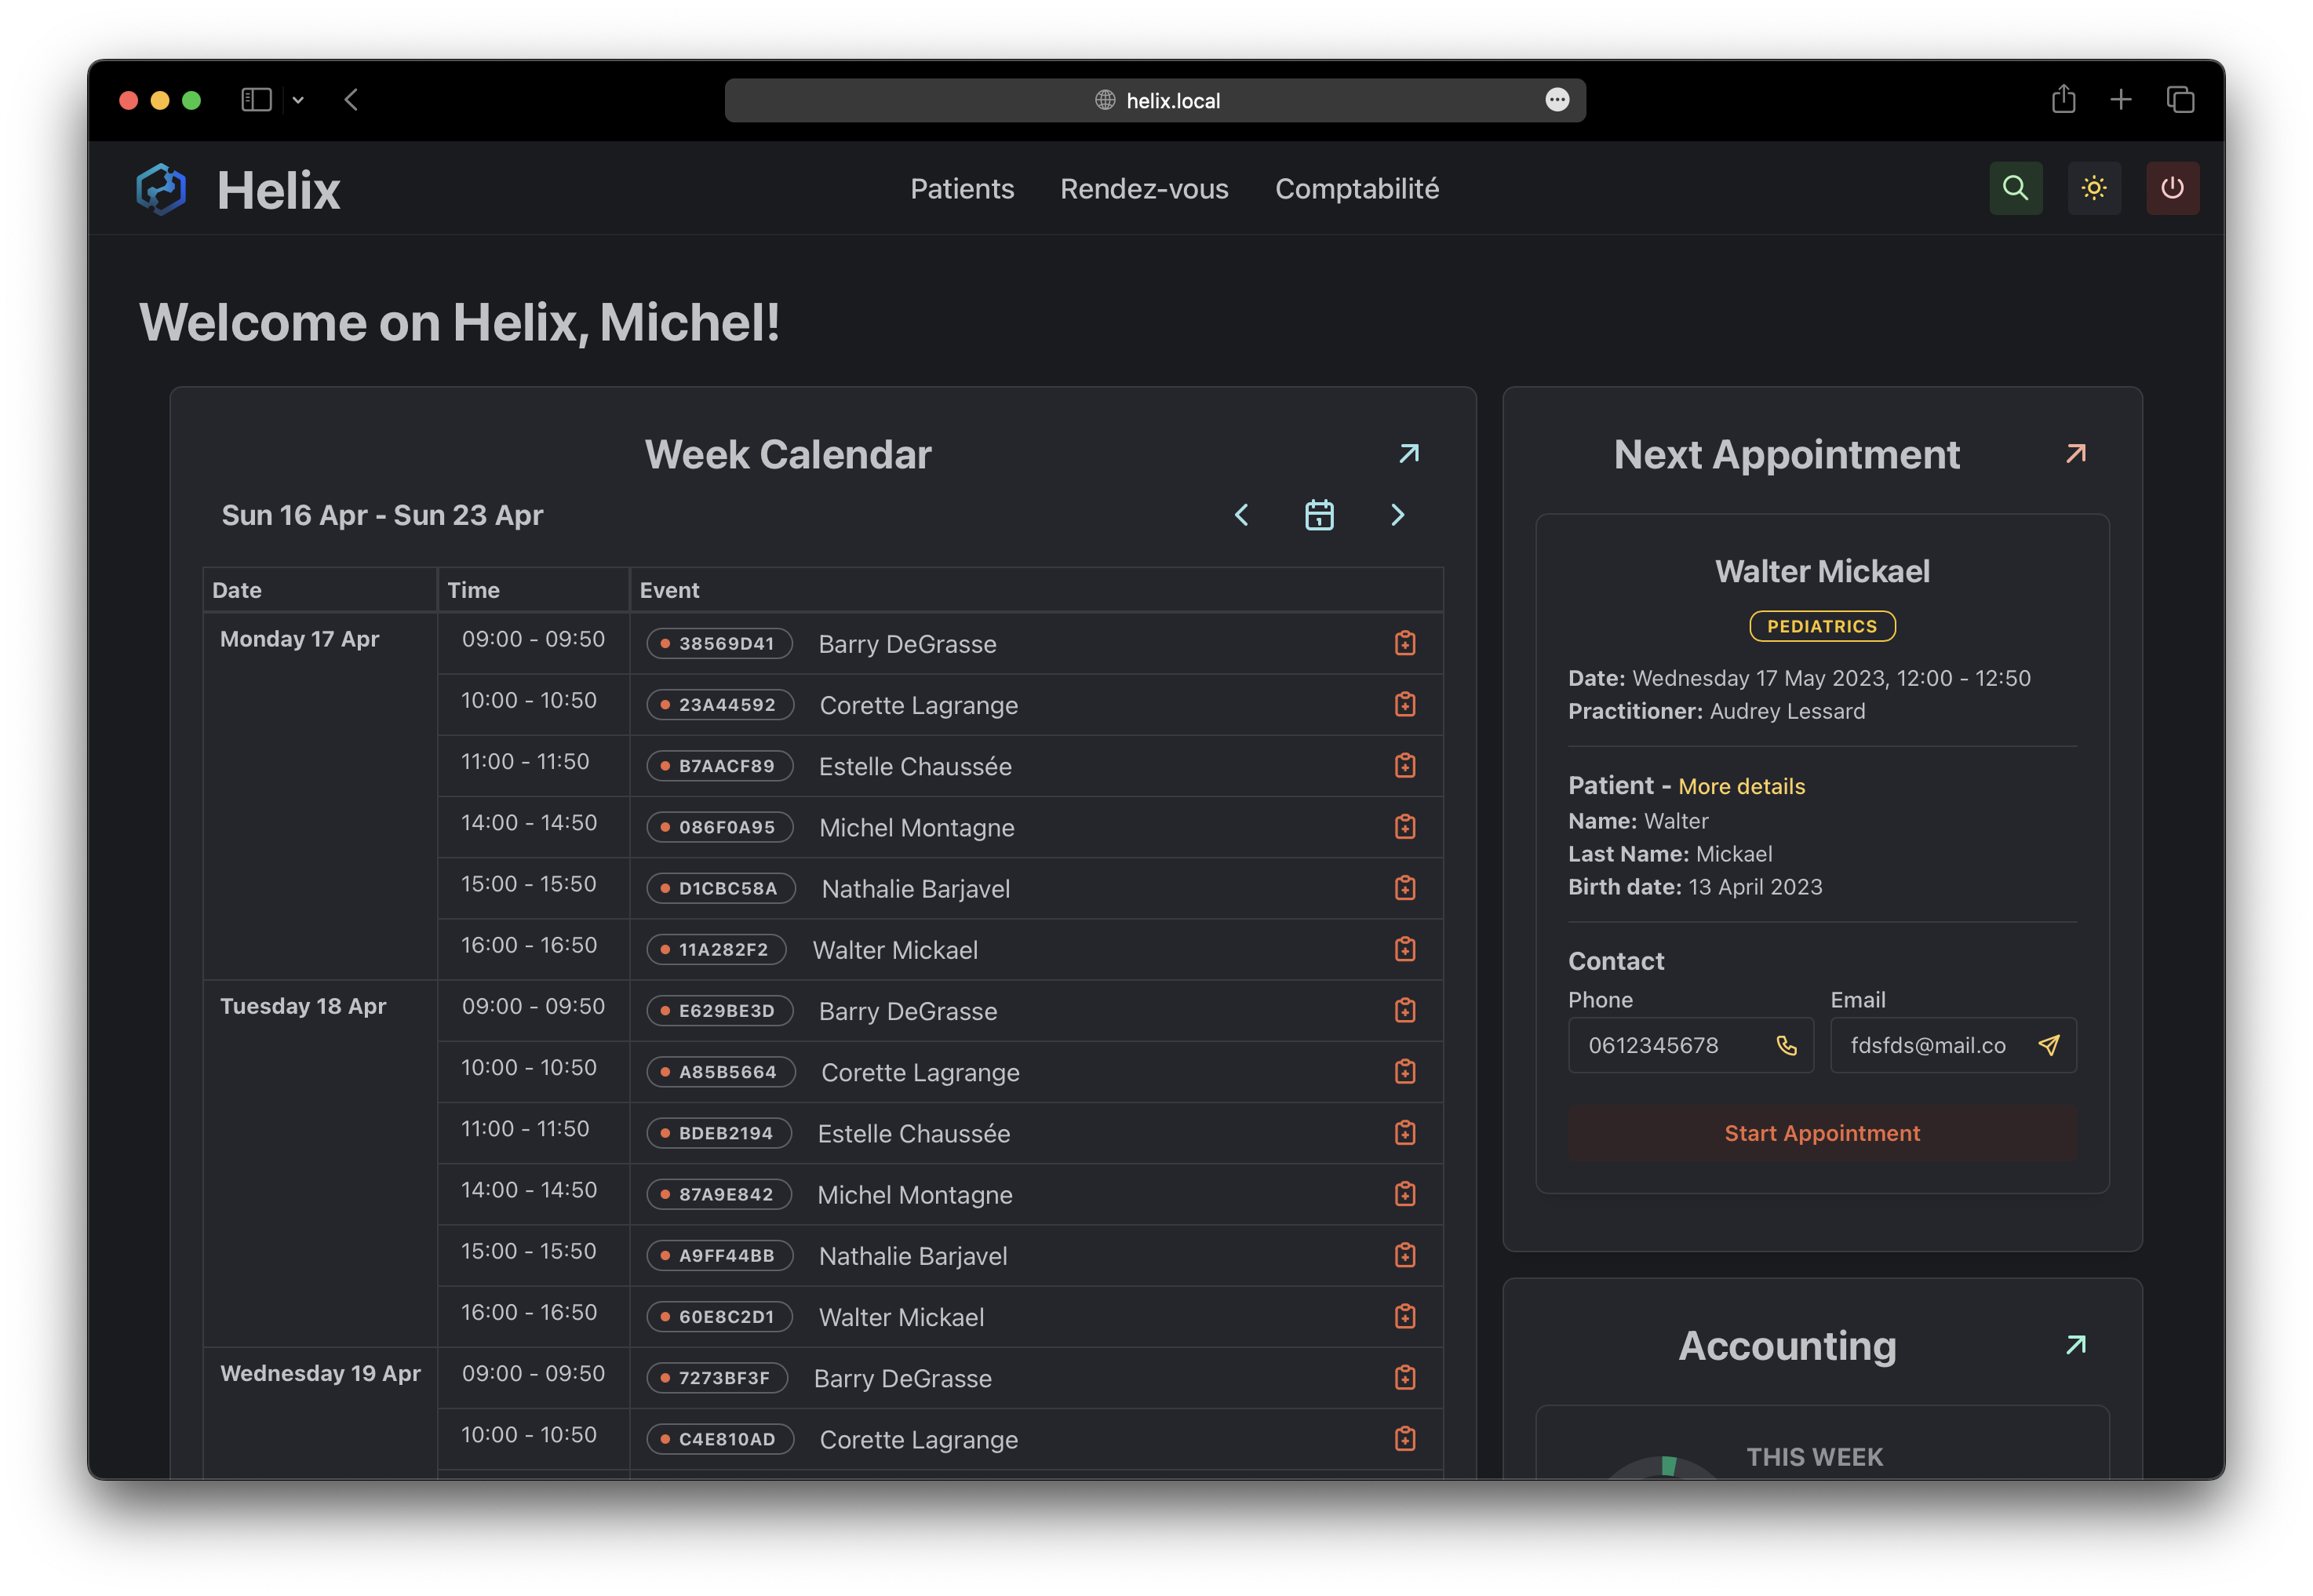 helix.local
Helix
Patients Rendez-vous Comptabilité
Welcome on Helix, Michel!
Week Calendar
Sun 16 Apr - Sun 23 Apr
Date Time Event
Monday 17 Apr 09:00 - 09:50 38569D41 Barry DeGrasse
10:00 - 10:50 23A44592 Corette Lagrange
11:00 - 11:50 B7AACF89 Estelle Chaussée
14:00 - 14:50 086F0A95 Michel Montagne
15:00 - 15:50 D1CBC58A Nathalie Barjavel
16:00 - 16:50 11A282F2 Walter Mickael
Tuesday 18 Apr 09:00 - 09:50 E629BE3D Barry DeGrasse
10:00 - 10:50 A85B5664 Corette Lagrange
11:00 - 11:50 BDEB2194 Estelle Chaussée
14:00 - 14:50 87A9E842 Michel Montagne
15:00 - 15:50 A9FF44BB Nathalie Barjavel
16:00 - 16:50 60E8C2D1 Walter Mickael
Wednesday 19 Apr 09:00 - 09:50 7273BF3F Barry DeGrasse
10:00 - 10:50 C4E810AD Corette Lagrange
Next Appointment
Walter Mickael
PEDIATRICS
Date: Wednesday 17 May 2023, 12:00 - 12:50
Practitioner: Audrey Lessard
Patient - More details
Name: Walter
Last Name: Mickael
Birth date: 13 April 2023
Contact
Phone Email
0612345678 fdsfds@mail.co
Start Appointment
Accounting
THIS WEEK